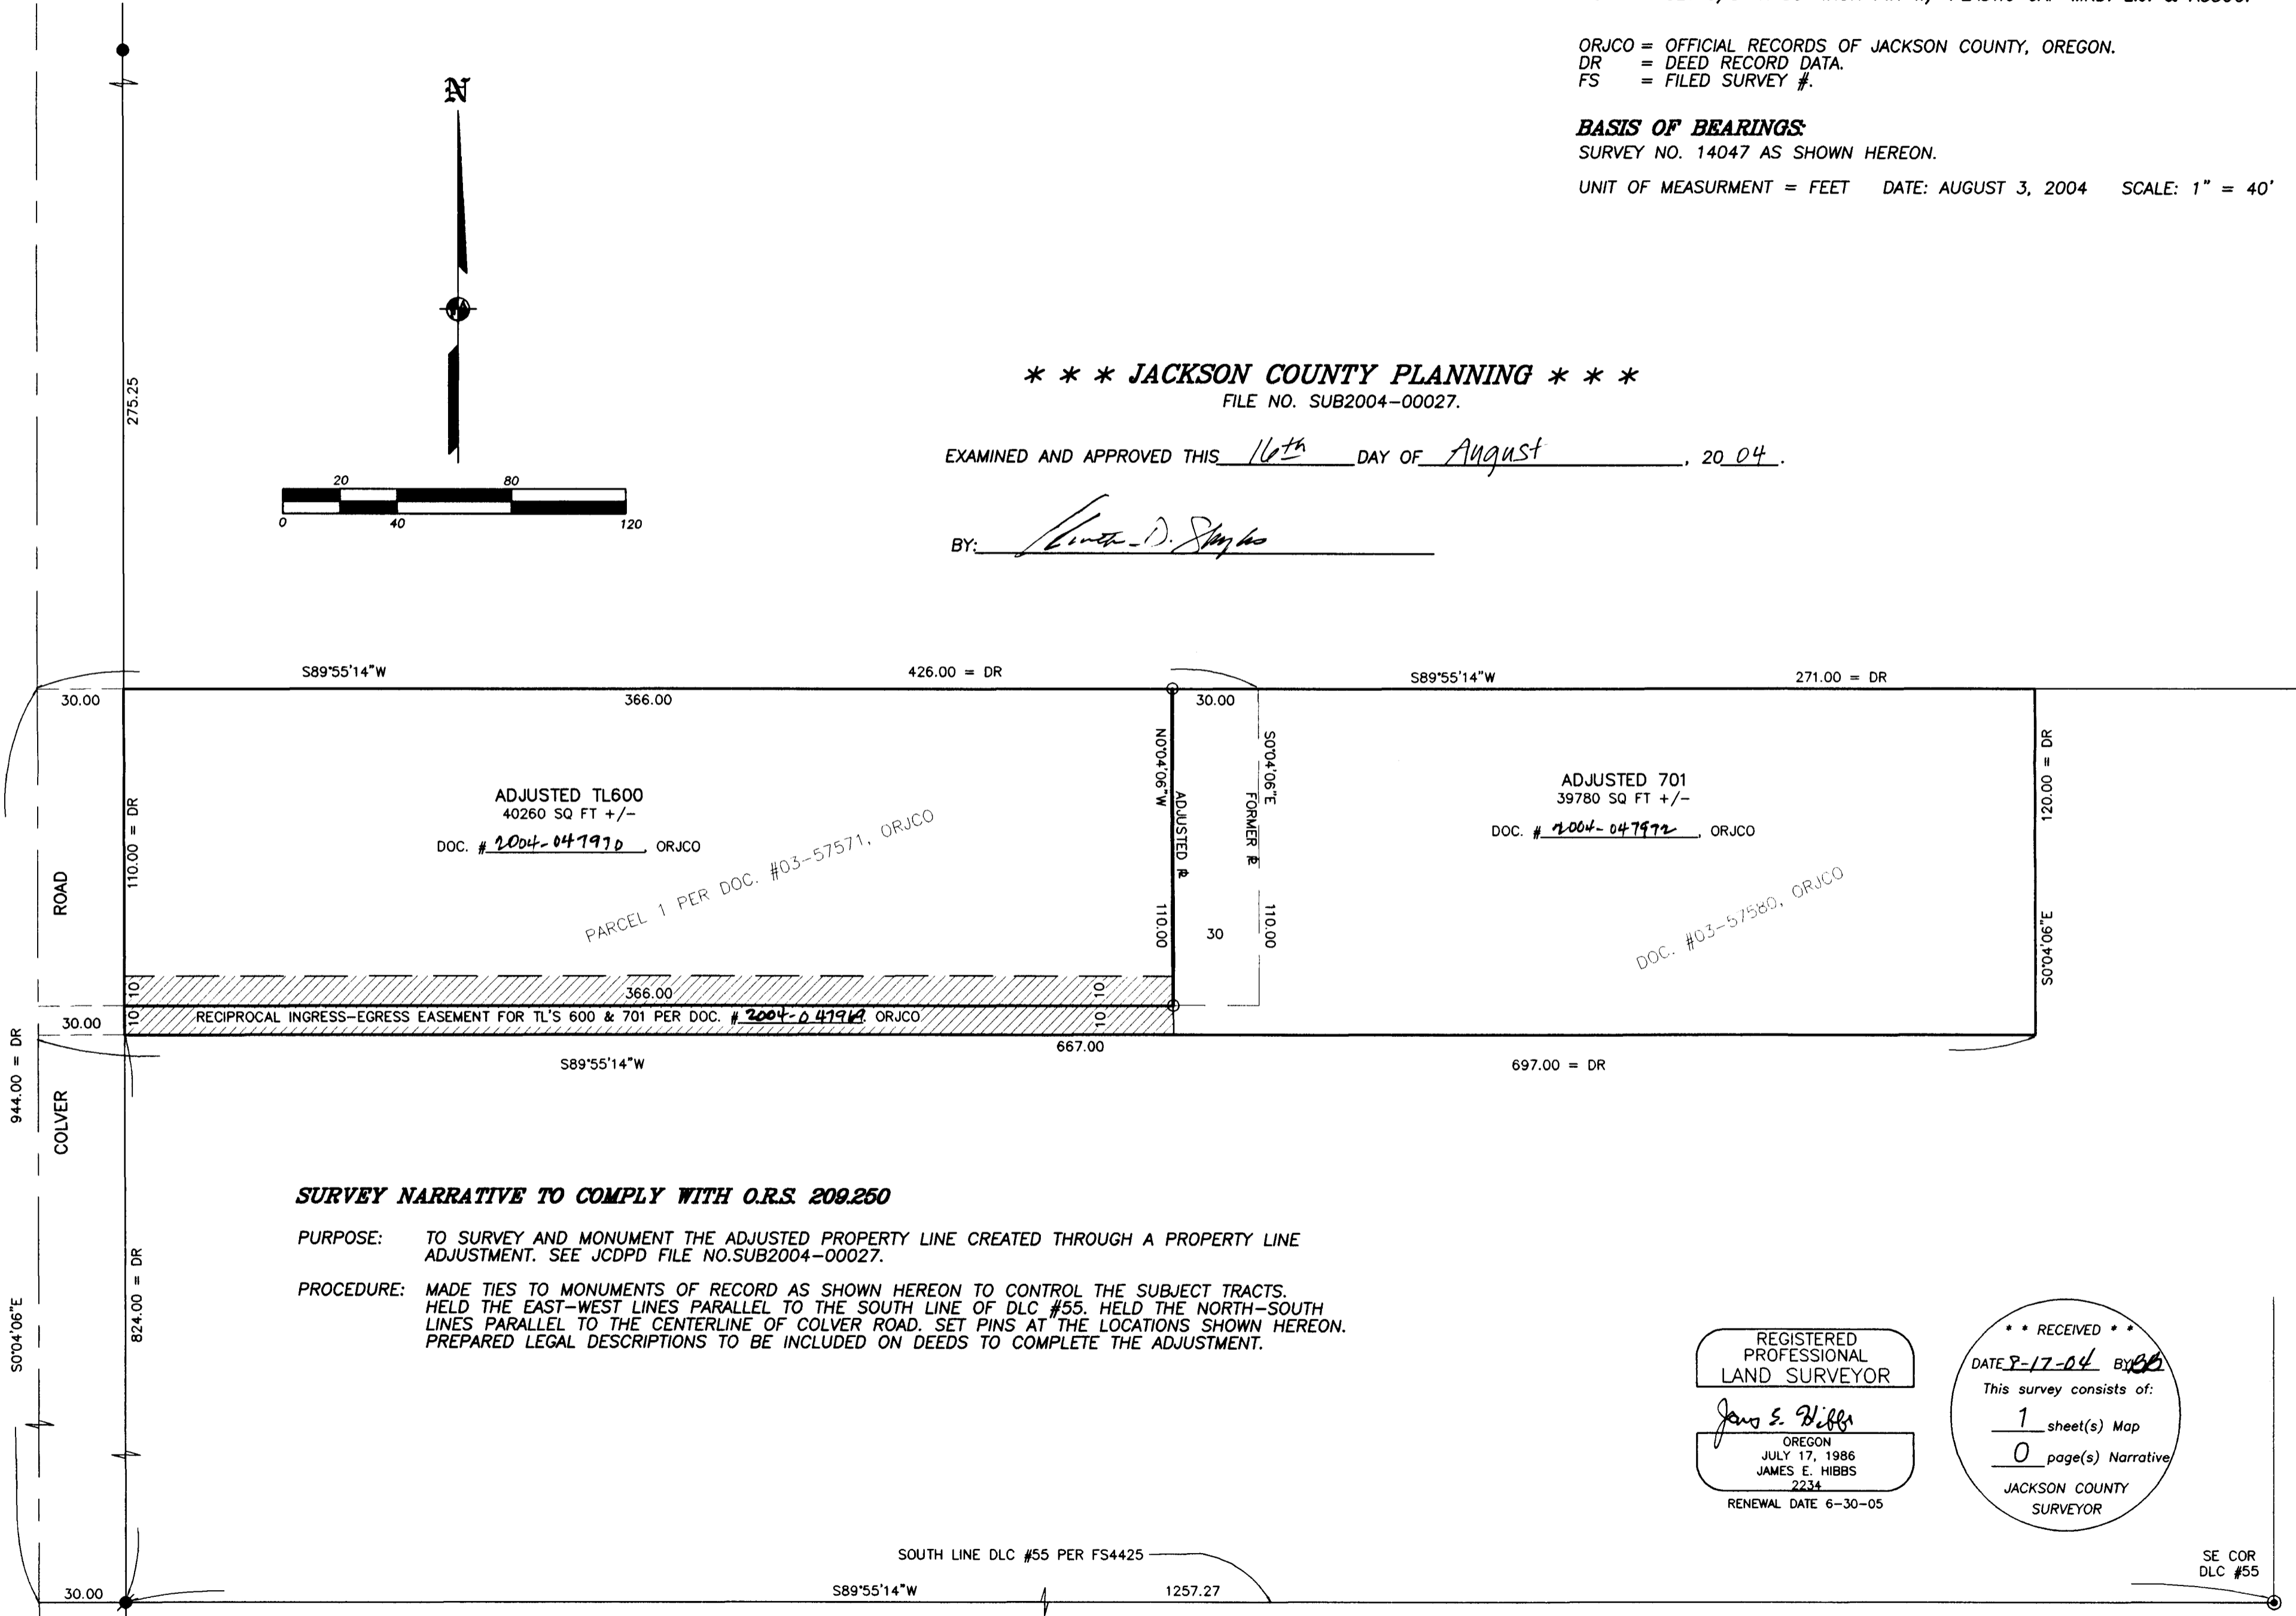 ORJCO = OFFICIAL RECORDS OF JACKSON COUNTY, OREGON.
DR = DEED RECORD DATA.
FS = FILED SURVEY #.
BASIS OF BEARINGS:
SURVEY NO. 14047 AS SHOWN HEREON.
UNIT OF MEASURMENT = FEET DATE: AUGUST 3, 2004 SCALE: 1" = 40'
N
275.25
20 80
0 40 120
* * * JACKSON COUNTY PLANNING * * *
FILE NO. SUB2004-00027.
EXAMINED AND APPROVED THIS 16th DAY OF August, 20 04.
BY:
S89°55'14"W 426.00 = DR S89°55'14"W 271.00 = DR
30.00 366.00 30.00
ADJUSTED TL600
40260 SQ FT +/-
DOC. # 2004-047970, ORJCO
PARCEL 1 PER DOC. #03-57571, ORJCO
110.00 = DR
N0°04'06"W 110.00
ADJUSTED PL
S0°04'06"E 110.00
FORMER PL
30
ADJUSTED 701
39780 SQ FT +/-
DOC. # 2004-047972, ORJCO
DOC. #03-57580, ORJCO
120.00 = DR
S0°04'06"E
ROAD
COLVER
10 366.00 10
30.00 10 RECIPROCAL INGRESS-EGRESS EASEMENT FOR TL'S 600 & 701 PER DOC. # 2004-047969, ORJCO 10
667.00
S89°55'14"W 697.00 = DR
944.00 = DR
S0°04'06"E
824.00 = DR
SURVEY NARRATIVE TO COMPLY WITH O.R.S. 209.250
PURPOSE: TO SURVEY AND MONUMENT THE ADJUSTED PROPERTY LINE CREATED THROUGH A PROPERTY LINE
ADJUSTMENT. SEE JCDPD FILE NO.SUB2004-00027.
PROCEDURE: MADE TIES TO MONUMENTS OF RECORD AS SHOWN HEREON TO CONTROL THE SUBJECT TRACTS.
HELD THE EAST-WEST LINES PARALLEL TO THE SOUTH LINE OF DLC #55. HELD THE NORTH-SOUTH
LINES PARALLEL TO THE CENTERLINE OF COLVER ROAD. SET PINS AT THE LOCATIONS SHOWN HEREON.
PREPARED LEGAL DESCRIPTIONS TO BE INCLUDED ON DEEDS TO COMPLETE THE ADJUSTMENT.
REGISTERED
PROFESSIONAL
LAND SURVEYOR
James E. Hibbs
OREGON
JULY 17, 1986
JAMES E. HIBBS
2234
RENEWAL DATE 6-30-05
* * RECEIVED * *
DATE 8-17-04 BY BB
This survey consists of:
1 sheet(s) Map
0 page(s) Narrative
JACKSON COUNTY
SURVEYOR
SOUTH LINE DLC #55 PER FS4425
SE COR
DLC #55
30.00 S89°55'14"W 1257.27